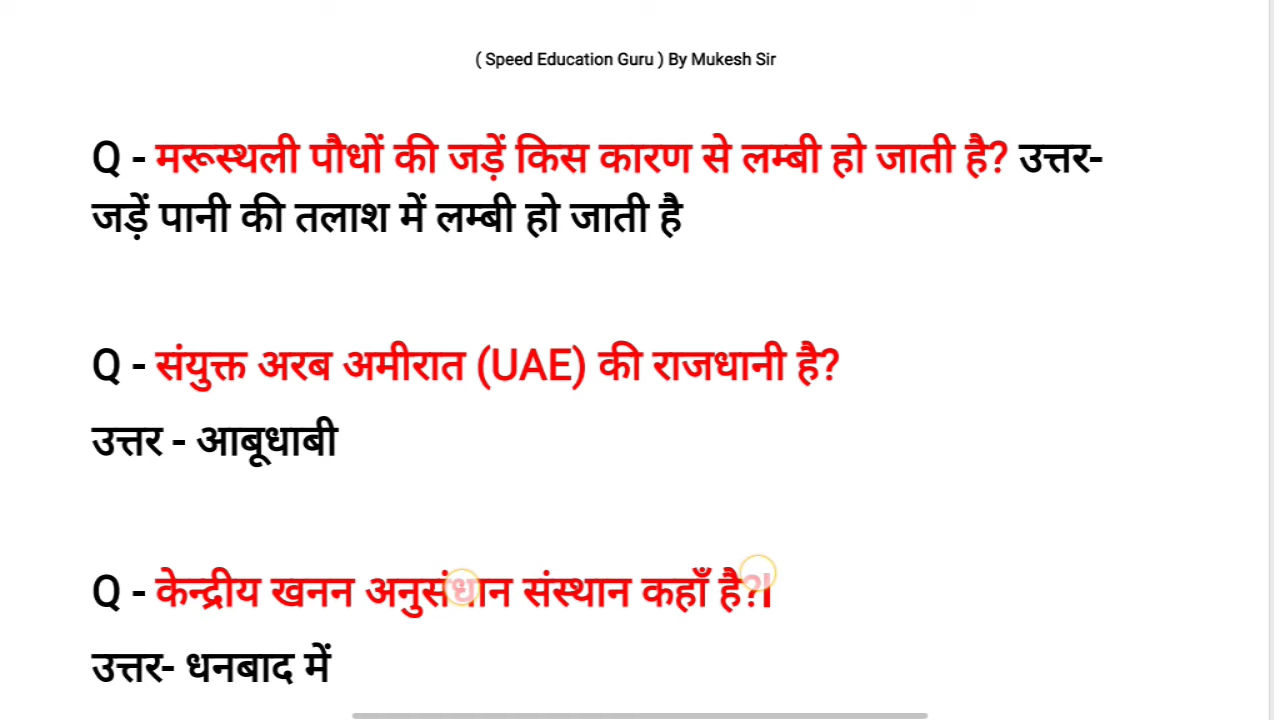 ( Speed Education Guru ) By Mukesh Sir
Q - मरूस्थली पौधों की जड़ें किस कारण से लम्बी हो जाती है? उत्तर-
जड़ें पानी की तलाश में लम्बी हो जाती है
Q - संयुक्त अरब अमीरात (UAE) की राजधानी है?
उत्तर - आबूधाबी
Q - केन्द्रीय खनन अनुसंधान संस्थान कहाँ है?|
उत्तर- धनबाद में